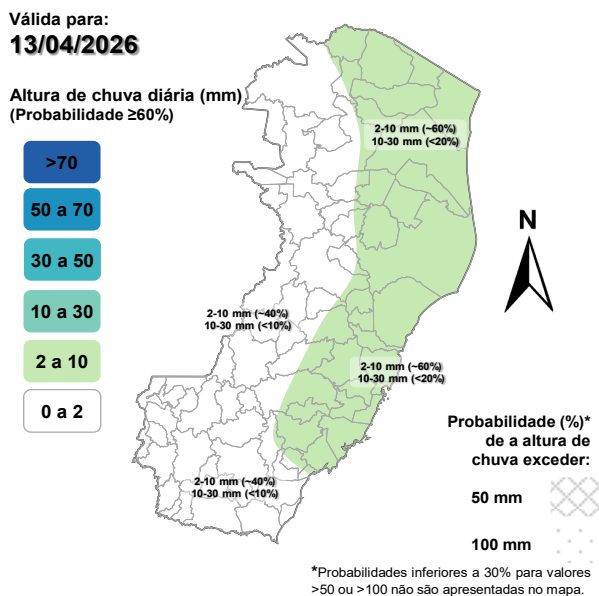 Válida para:
13/04/2026
Altura de chuva diária (mm)
(Probabilidade ≥60%)
>70
50 a 70
30 a 50
10 a 30
2 a 10
0 a 2
2-10 mm (~60%)
10-30 mm (<20%)
2-10 mm (~40%)
10-30 mm (<10%)
2-10 mm (~60%)
10-30 mm (<20%)
2-10 mm (~40%)
10-30 mm (<10%)
N
Probabilidade (%)*
de a altura de
chuva exceder:
50 mm
100 mm
*Probabilidades inferiores a 30% para valores
>50 ou >100 não são apresentadas no mapa.